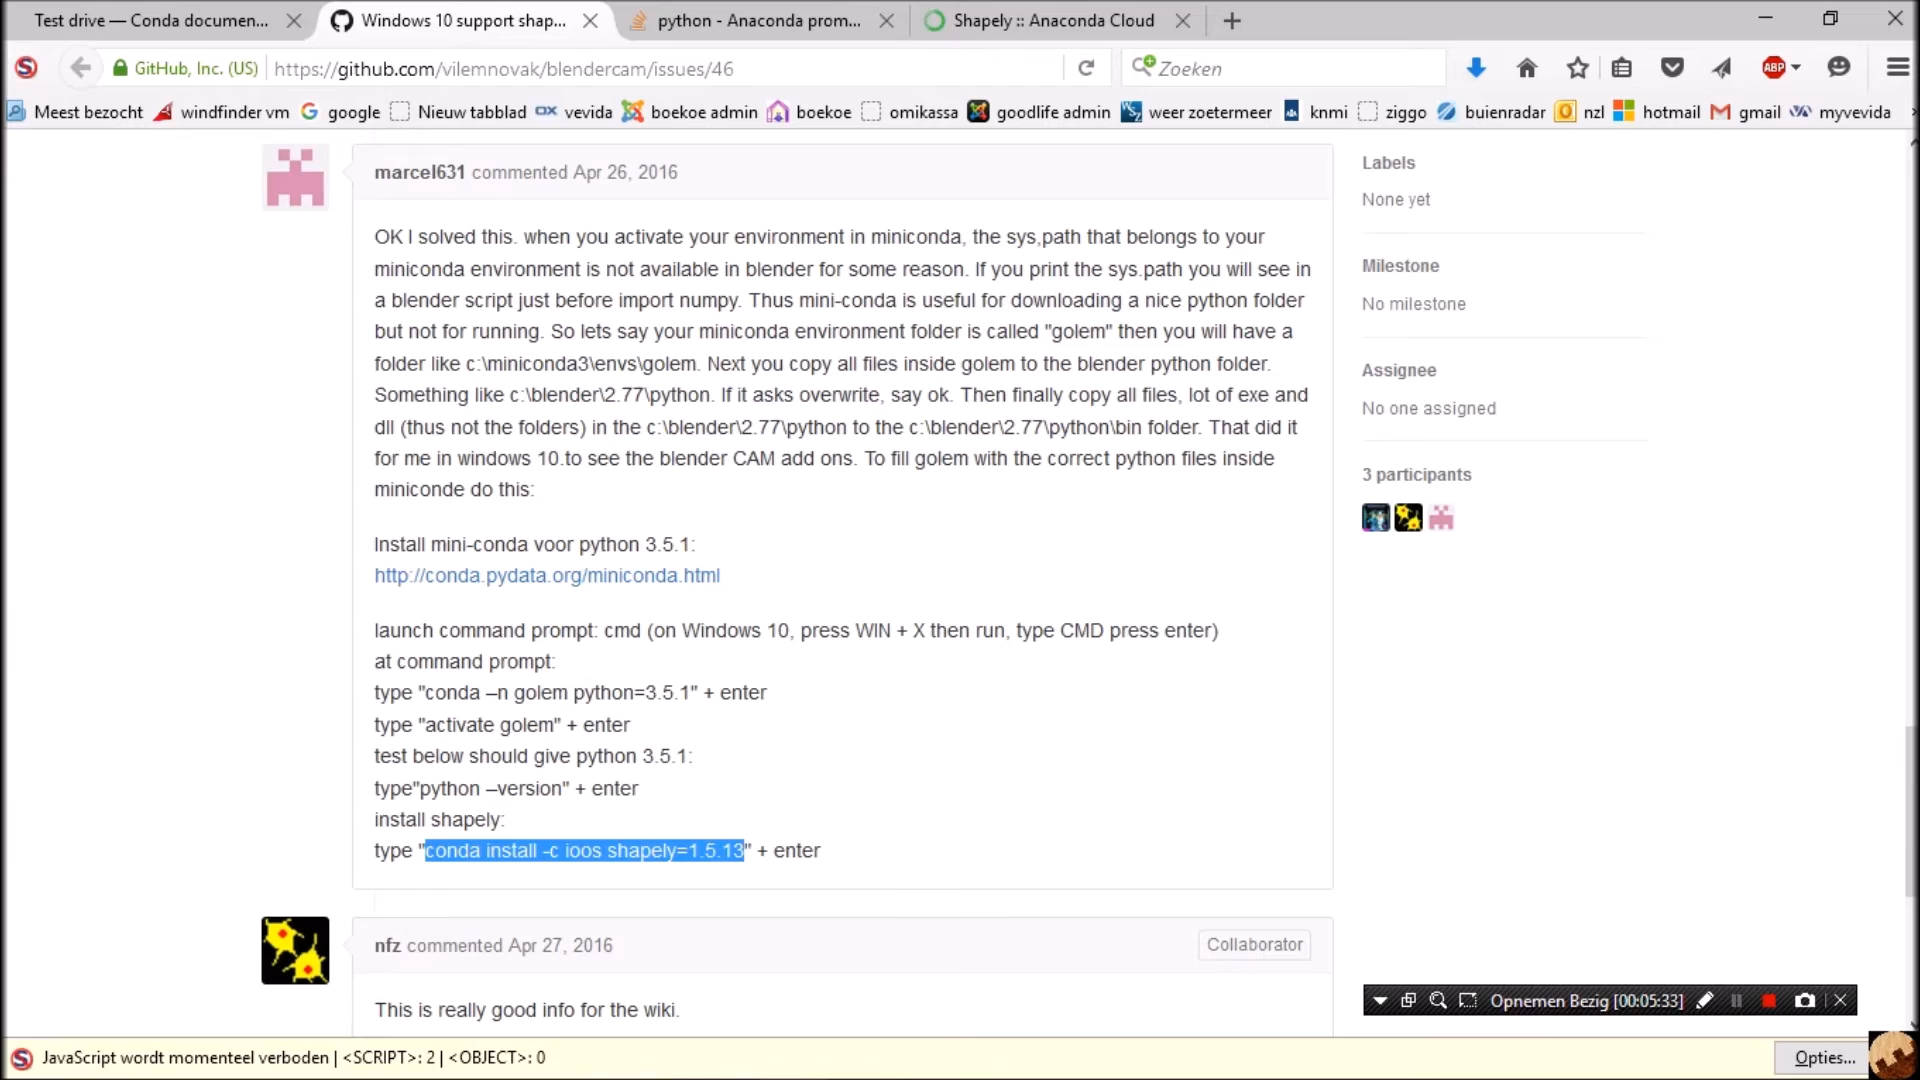 Test drive — Conda documen...
Windows 10 support shap...
python - Anaconda prom...
Shapely :: Anaconda Cloud
GitHub, Inc. (US)
https://github.com/vilemnovak/blendercam/issues/46
Zoeken
ABP
Meest bezocht
windfinder vm
google
Nieuw tabblad
vevida
boekoe admin
boekoe
omikassa
goodlife admin
weer zoetermeer
knmi
ziggo
buienradar
nzl
hotmail
gmail
myvevida
marcel631 commented Apr 26, 2016
OK I solved this. when you activate your environment in miniconda, the sys,path that belongs to your
miniconda environment is not available in blender for some reason. If you print the sys.path you will see in
a blender script just before import numpy. Thus mini-conda is useful for downloading a nice python folder
but not for running. So lets say your miniconda environment folder is called "golem" then you will have a
folder like c:\miniconda3\envs\golem. Next you copy all files inside golem to the blender python folder.
Something like c:\blender\2.77\python. If it asks overwrite, say ok. Then finally copy all files, lot of exe and
dll (thus not the folders) in the c:\blender\2.77\python to the c:\blender\2.77\python\bin folder. That did it
for me in windows 10.to see the blender CAM add ons. To fill golem with the correct python files inside
miniconde do this:
Install mini-conda voor python 3.5.1:
http://conda.pydata.org/miniconda.html
launch command prompt: cmd (on Windows 10, press WIN + X then run, type CMD press enter)
at command prompt:
type "conda –n golem python=3.5.1" + enter
type "activate golem" + enter
test below should give python 3.5.1:
type"python –version" + enter
install shapely:
type "conda install -c ioos shapely=1.5.13" + enter
Labels
None yet
Milestone
No milestone
Assignee
No one assigned
3 participants
nfz commented Apr 27, 2016
Collaborator
This is really good info for the wiki.
Opnemen Bezig [00:05:33]
JavaScript wordt momenteel verboden | <SCRIPT>: 2 | <OBJECT>: 0
Opties...